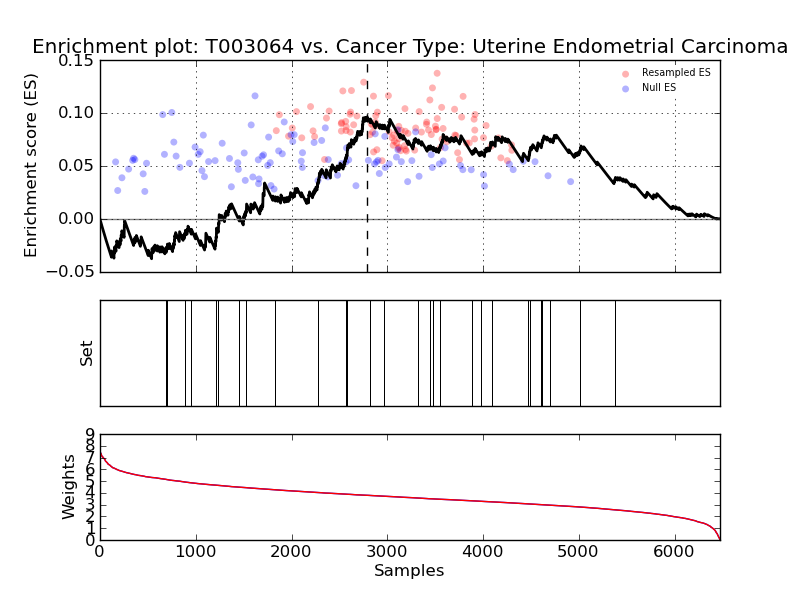 Enrichment plot: T003064 vs. Cancer Type: Uterine Endometrial Carcinoma
0.15
0.10
0.05
0.00
−0.05
Enrichment score (ES)
Resampled ES
Null ES
Set
9
8
7
6
5
4
3
2
1
0
Weights
0 1000 2000 3000 4000 5000 6000
Samples